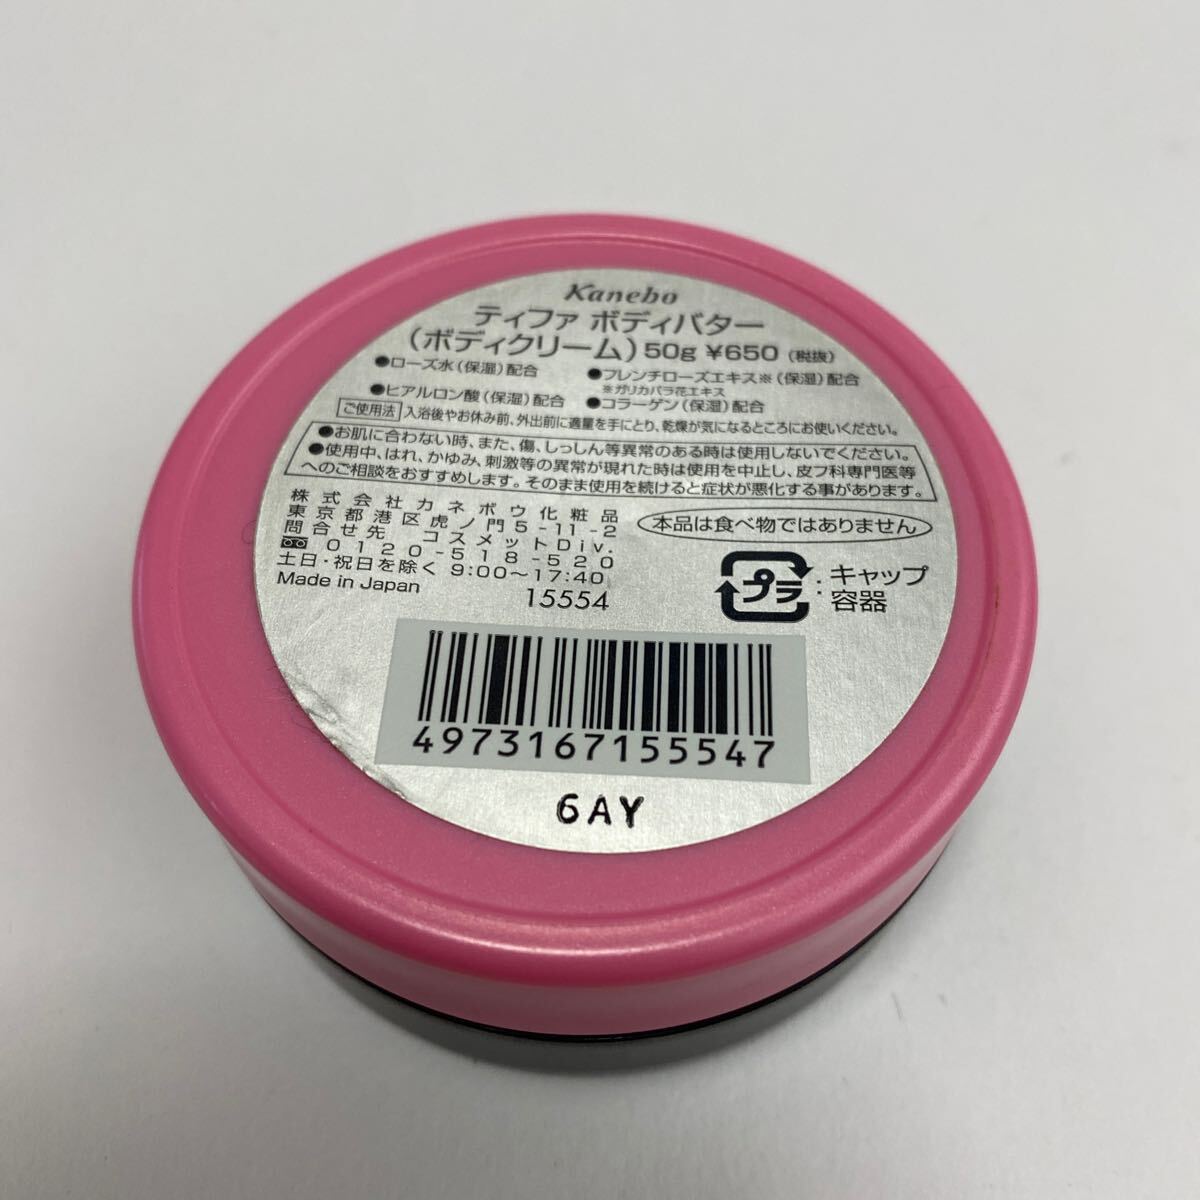 Kanebo
ティファ ボディバター
(ボディクリーム) 50g ¥650 (税抜)
●ローズ水(保湿)配合 ●フレンチローズエキス※(保湿)配合
※ガリカバラ花エキス
●ヒアルロン酸(保湿)配合 ●コラーゲン(保湿)配合
ご使用法 入浴後やお休み前、外出前に適量を手にとり、乾燥が気になるところにお使いください。
●お肌に合わない時、また、傷、しっしん等異常のある時は使用しないでください。
●使用中、はれ、かゆみ、刺激等の異常が現れた時は使用を中止し、皮フ科専門医等
へのご相談をおすすめします。そのまま使用を続けると症状が悪化する事があります。
株式会社カネボウ化粧品
東京都港区虎ノ門5-11-2
問合せ先 コスメットDiv.
0120-518-520
土日・祝日を除く 9:00〜17:40
Made in Japan 15554
本品は食べ物ではありません
プラ : キャップ
容器
4973167155547
6AY